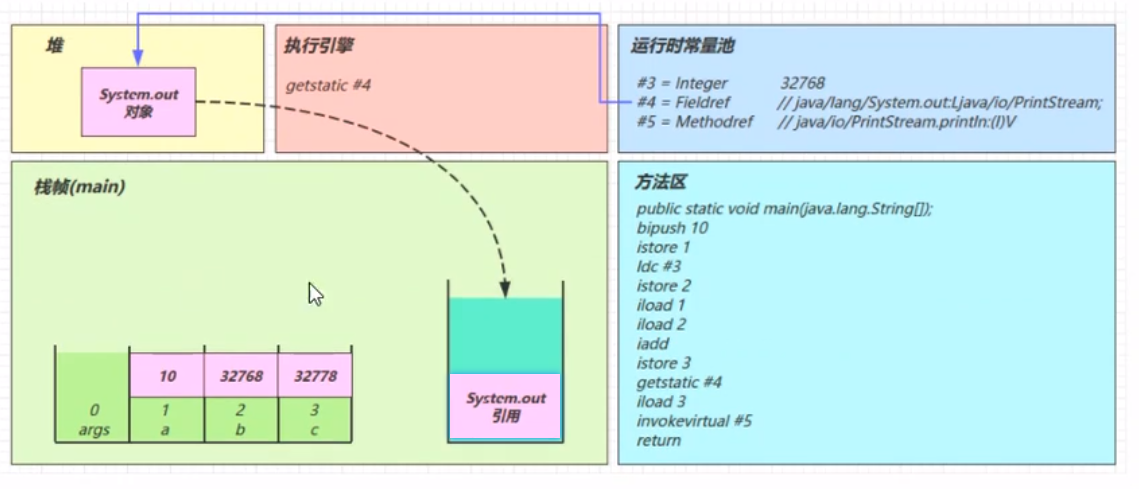 堆
System.out
对象
执行引擎
getstatic #4
运行时常量池
#3 = Integer 32768
#4 = Fieldref // java/lang/System.out:Ljava/io/PrintStream;
#5 = Methodref // java/io/PrintStream.println:(I)V
栈帧(main)
10 32768 32778
0 1 2 3
args a b c
System.out
引用
方法区
public static void main(java.lang.String[]);
bipush 10
istore 1
ldc #3
istore 2
iload 1
iload 2
iadd
istore 3
getstatic #4
iload 3
invokevirtual #5
return